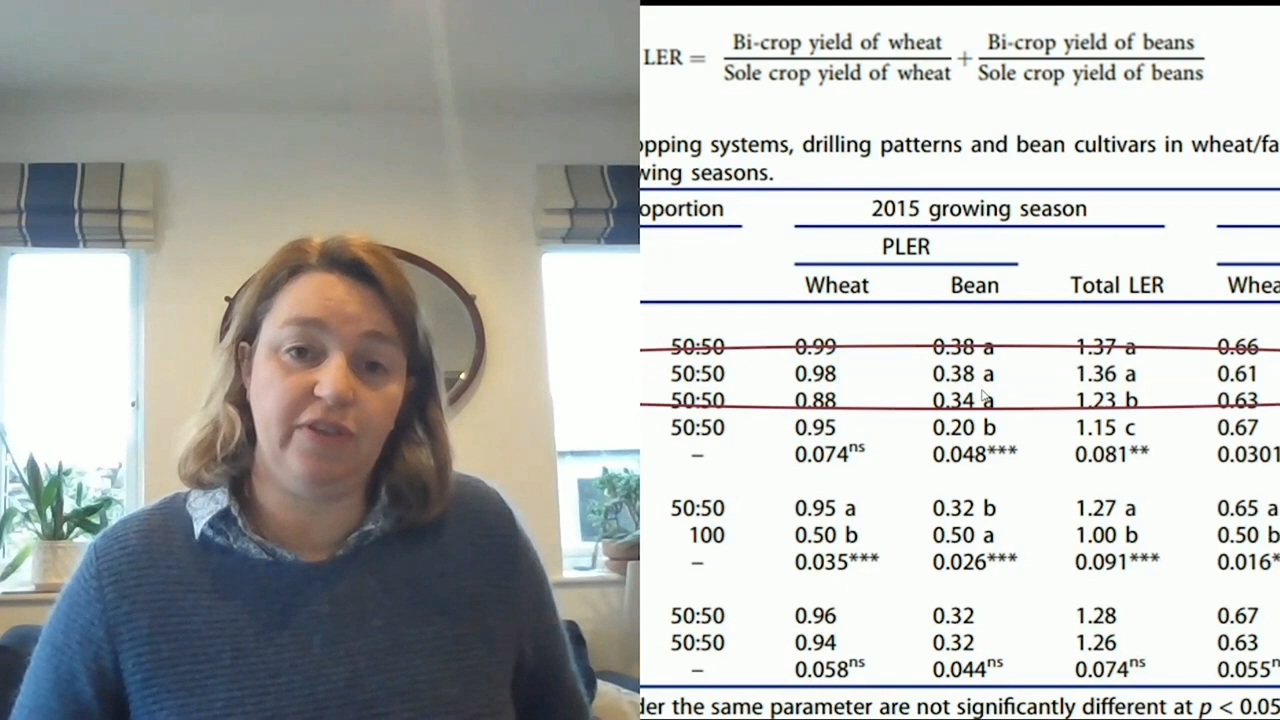 LER = Bi-crop yield of wheat / Sole crop yield of wheat + Bi-crop yield of beans / Sole crop yield of beans
opping systems, drilling patterns and bean cultivars in wheat/fa
wing seasons.
oportion 2015 growing season
PLER
Wheat Bean Total LER Whea
50:50 0.99 0.38 a 1.37 a 0.66
50:50 0.98 0.38 a 1.36 a 0.61
50:50 0.88 0.34 a 1.23 b 0.63
50:50 0.95 0.20 b 1.15 c 0.67
– 0.074ns 0.048*** 0.081** 0.0301
50:50 0.95 a 0.32 b 1.27 a 0.65 a
100 0.50 b 0.50 a 1.00 b 0.50 b
– 0.035*** 0.026*** 0.091*** 0.016*
50:50 0.96 0.32 1.28 0.67
50:50 0.94 0.32 1.26 0.63
– 0.058ns 0.044ns 0.074ns 0.055n
der the same parameter are not significantly different at p < 0.05